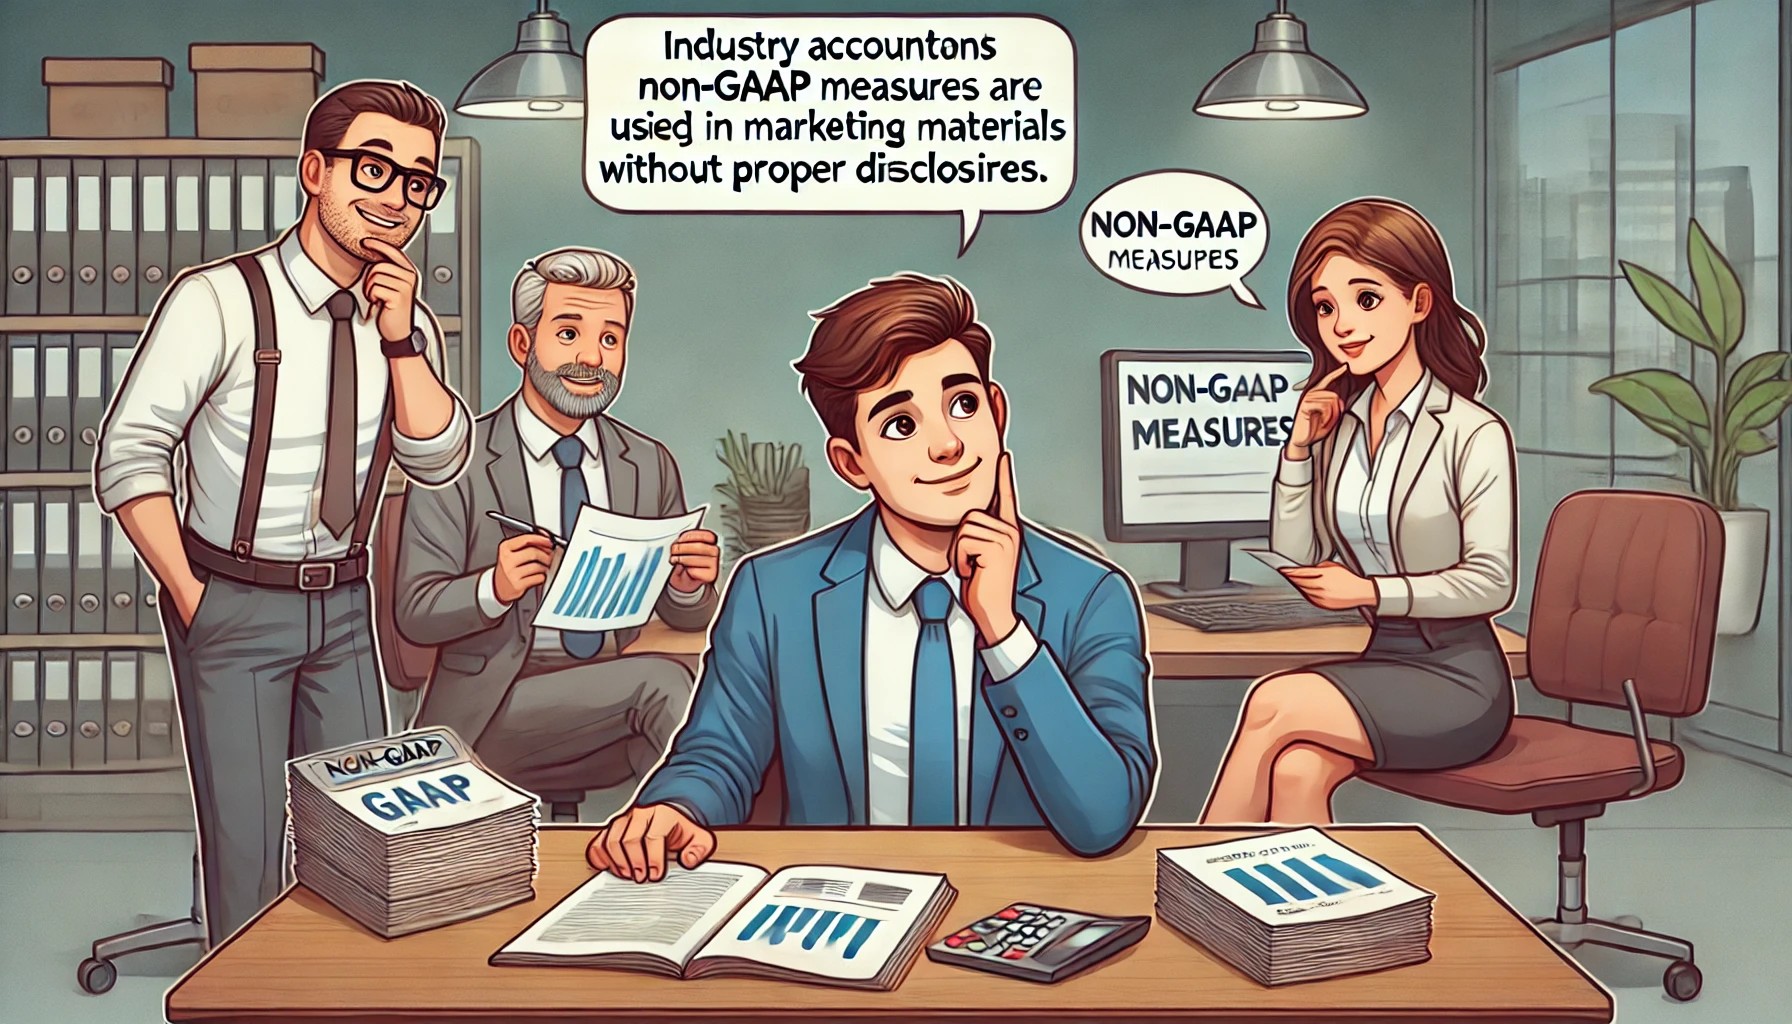 Industry accountons
non-GAAP measures are
usieg in marketing materials
without proper disclosires.
NON-GAAP
MEASUPES
NON-GAAP
MEASURES
NON-GAAP
GAAP